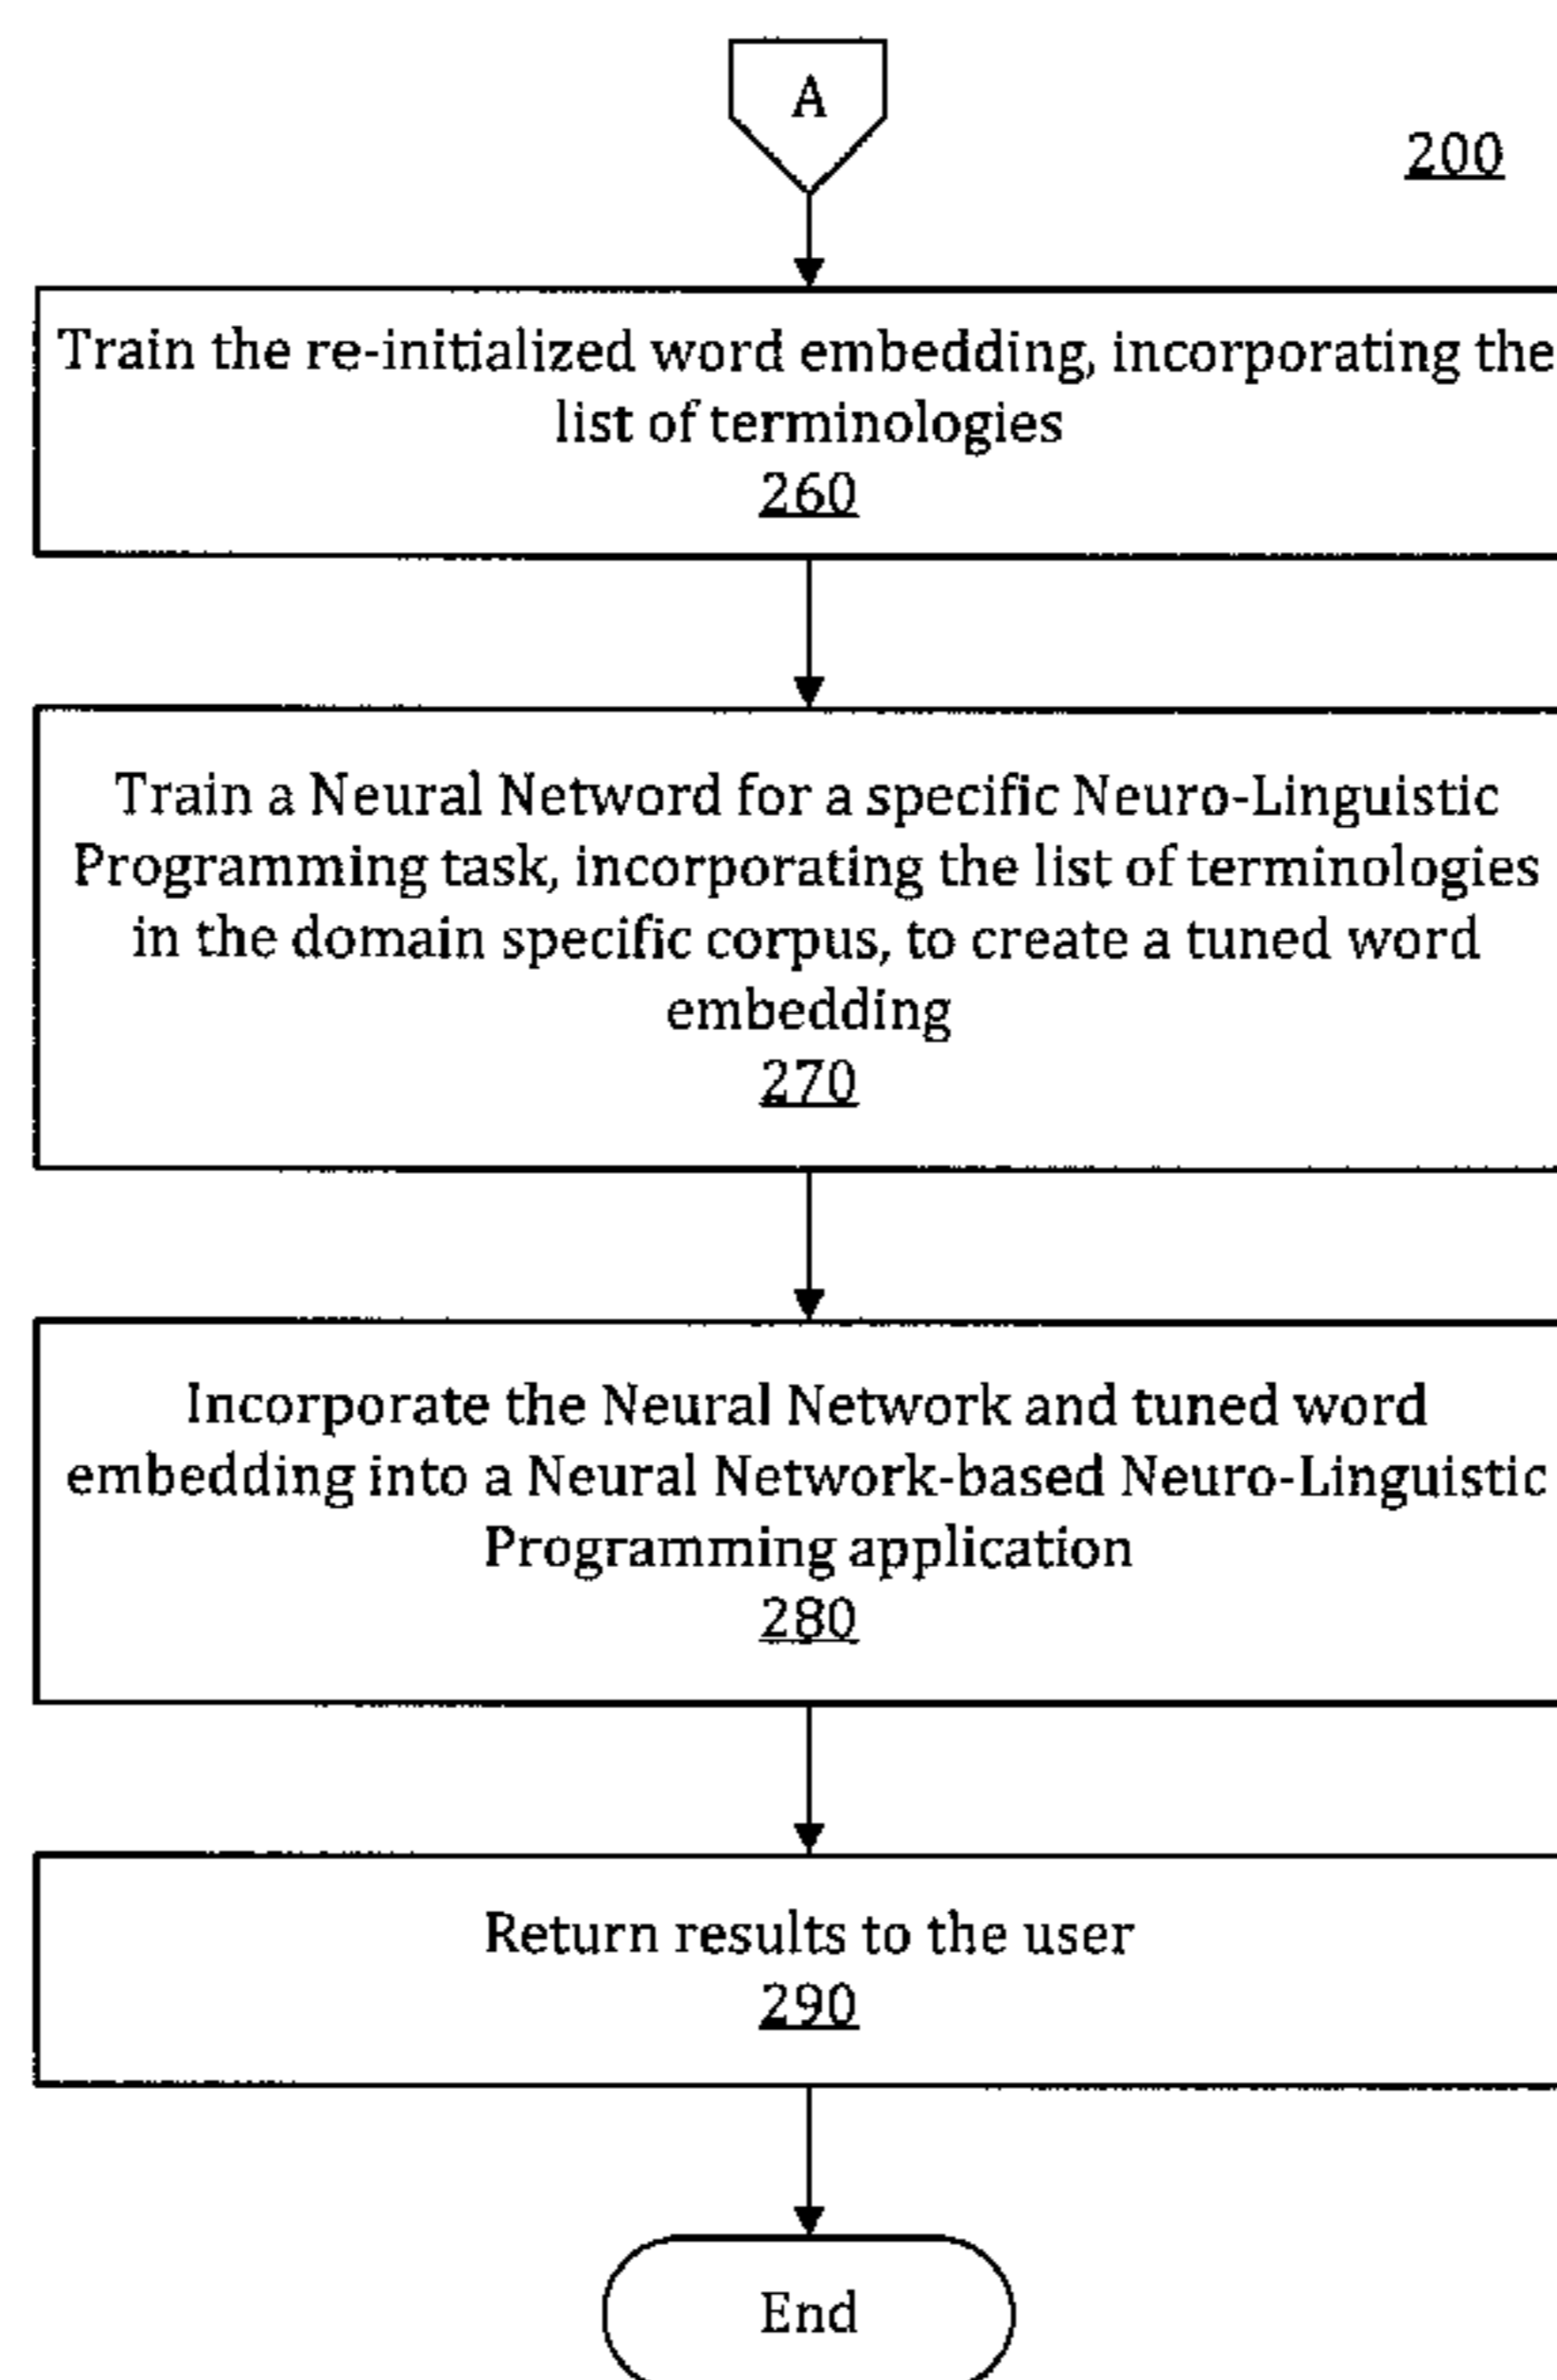 A
200
Train the re-initialized word embedding, incorporating the
list of terminologies
260
Train a Neural Netword for a specific Neuro-Linguistic
Programming task, incorporating the list of terminologies
in the domain specific corpus, to create a tuned word
embedding
270
Incorporate the Neural Network and tuned word
embedding into a Neural Network-based Neuro-Linguistic
Programming application
280
Return results to the user
290
End